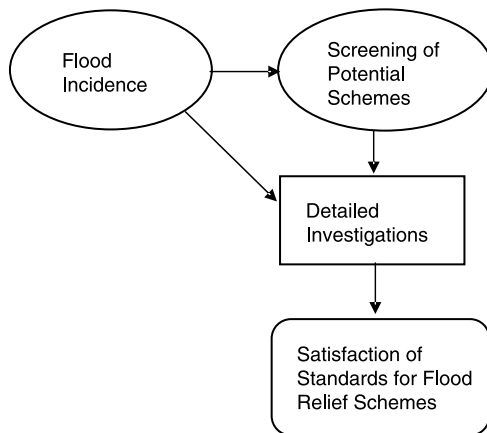 Flood
Incidence
Screening of
Potential
Schemes
Detailed
Investigations
Satisfaction of
Standards for Flood
Relief Schemes